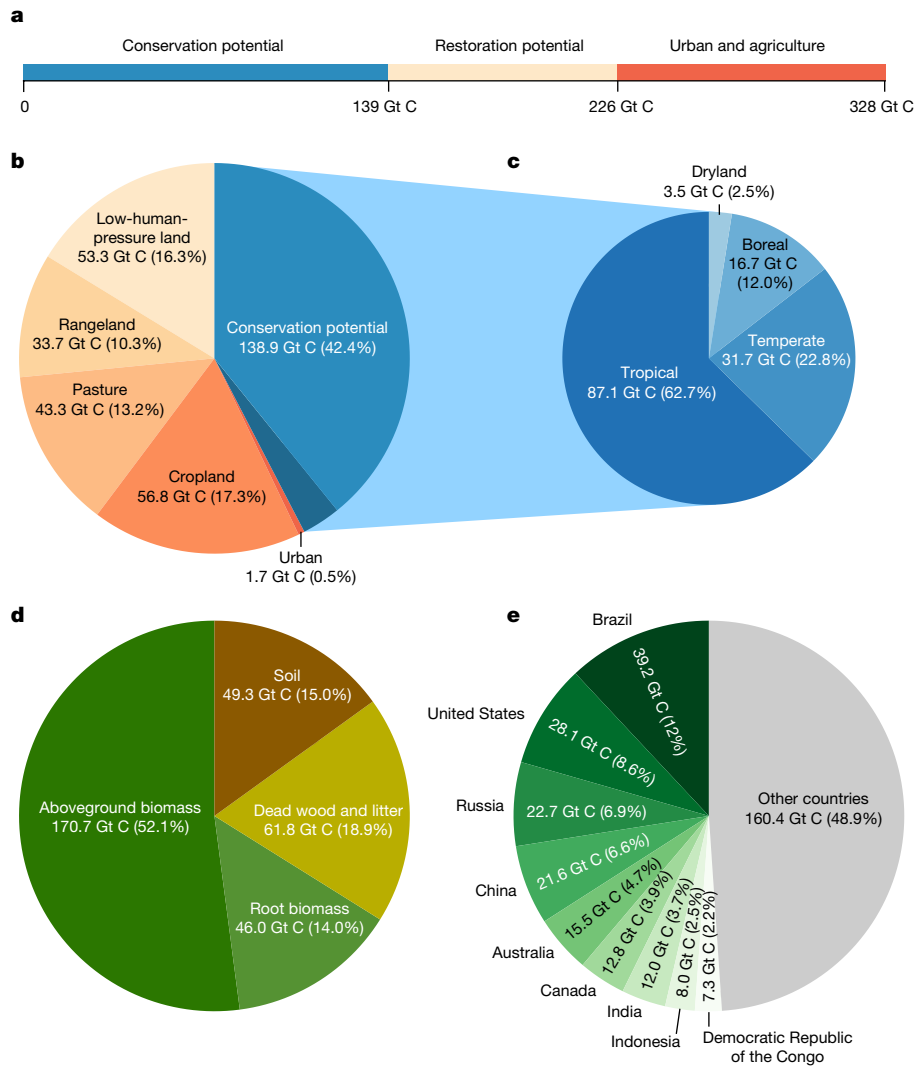 a
Conservation potential
Restoration potential
Urban and agriculture
0
139 Gt C
226 Gt C
328 Gt C
b
Low-human-
pressure land
53.3 Gt C (16.3%)
Rangeland
33.7 Gt C (10.3%)
Pasture
43.3 Gt C (13.2%)
Cropland
56.8 Gt C (17.3%)
Urban
1.7 Gt C (0.5%)
Conservation potential
138.9 Gt C (42.4%)
c
Dryland
3.5 Gt C (2.5%)
Boreal
16.7 Gt C
(12.0%)
Temperate
31.7 Gt C (22.8%)
Tropical
87.1 Gt C (62.7%)
d
Soil
49.3 Gt C (15.0%)
Dead wood and litter
61.8 Gt C (18.9%)
Root biomass
46.0 Gt C (14.0%)
Aboveground biomass
170.7 Gt C (52.1%)
e
Brazil
39.2 Gt C (12%)
United States
28.1 Gt C (8.6%)
Russia
22.7 Gt C (6.9%)
China
21.6 Gt C (6.6%)
Australia
15.5 Gt C (4.7%)
Canada
12.8 Gt C (3.9%)
India
12.0 Gt C (3.7%)
Indonesia
8.0 Gt C (2.5%)
Democratic Republic
of the Congo
7.3 Gt C (2.2%)
Other countries
160.4 Gt C (48.9%)